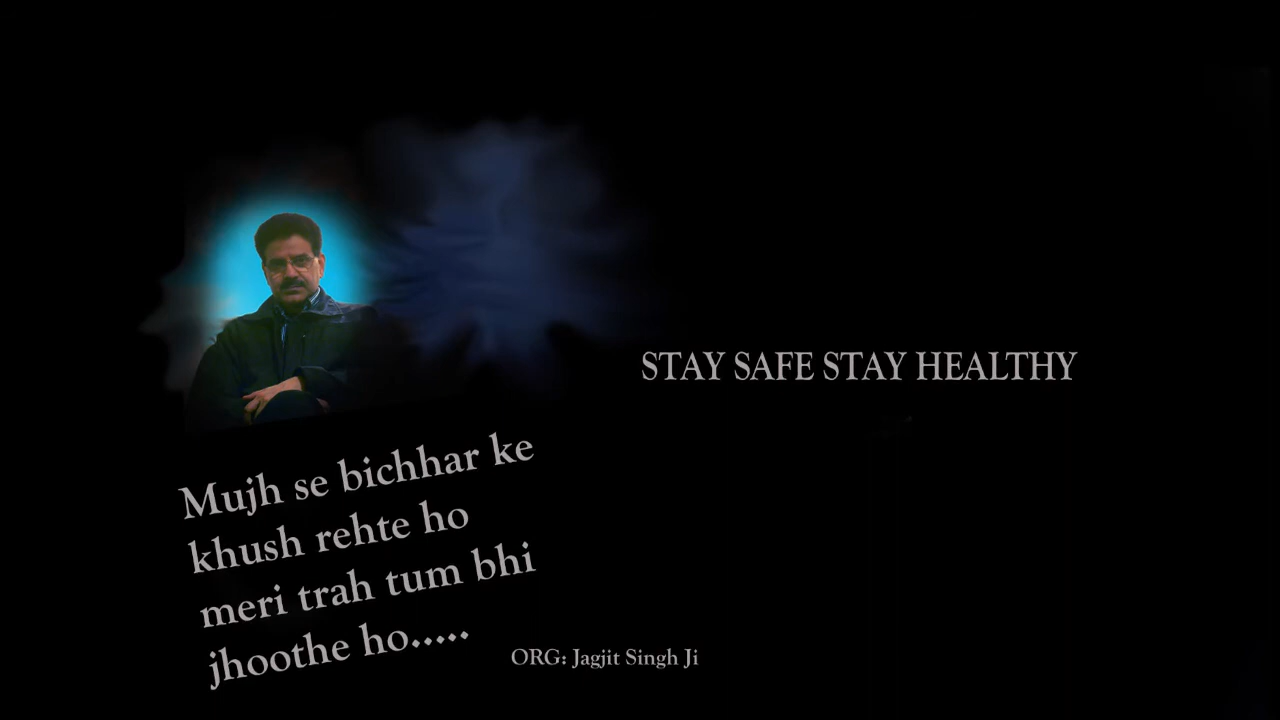 STAY SAFE STAY HEALTHY
Mujh se bichhar ke
khush rehte ho
meri trah tum bhi
jhoothe ho.....
ORG: Jagjit Singh Ji